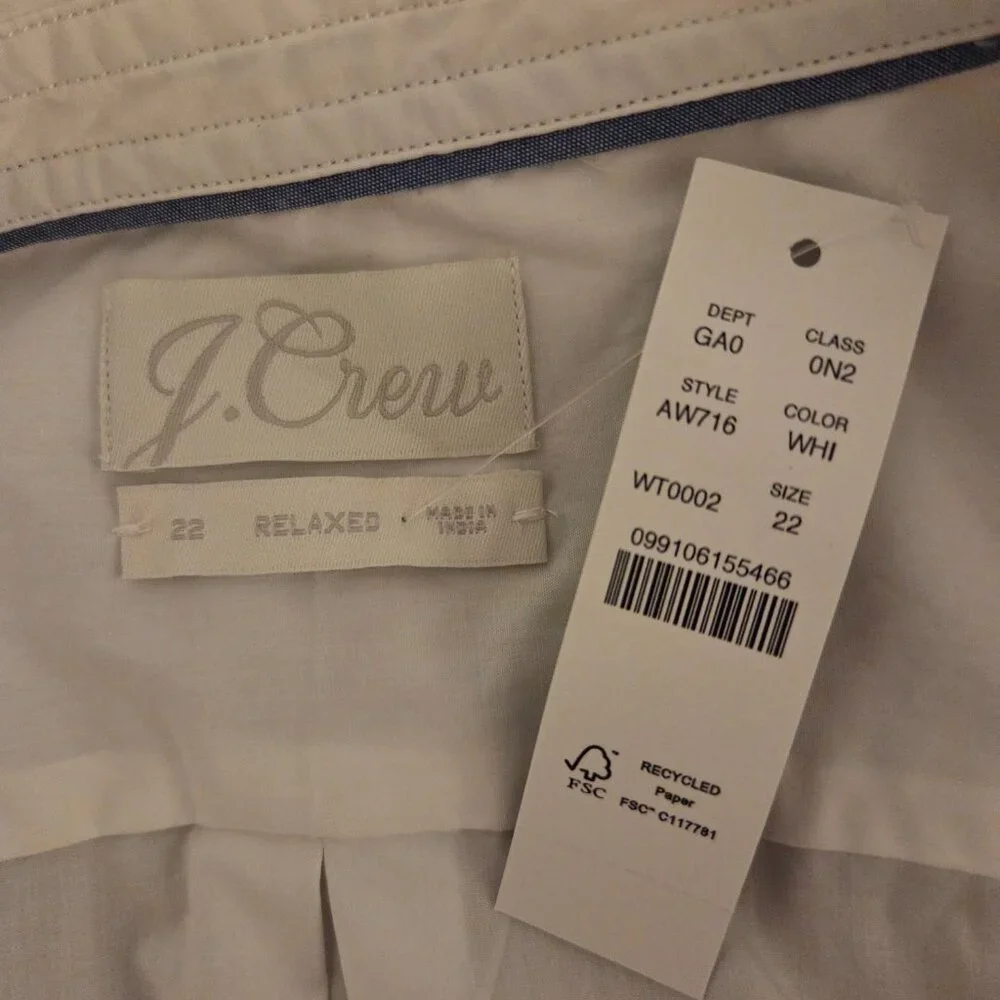 J.Crew
22 RELAXED MADE IN INDIA
DEPT CLASS
GA0 0N2
STYLE COLOR
AW716 WHI
WT0002 SIZE
22
099106155466
FSC
RECYCLED
Paper
FSC™ C117781